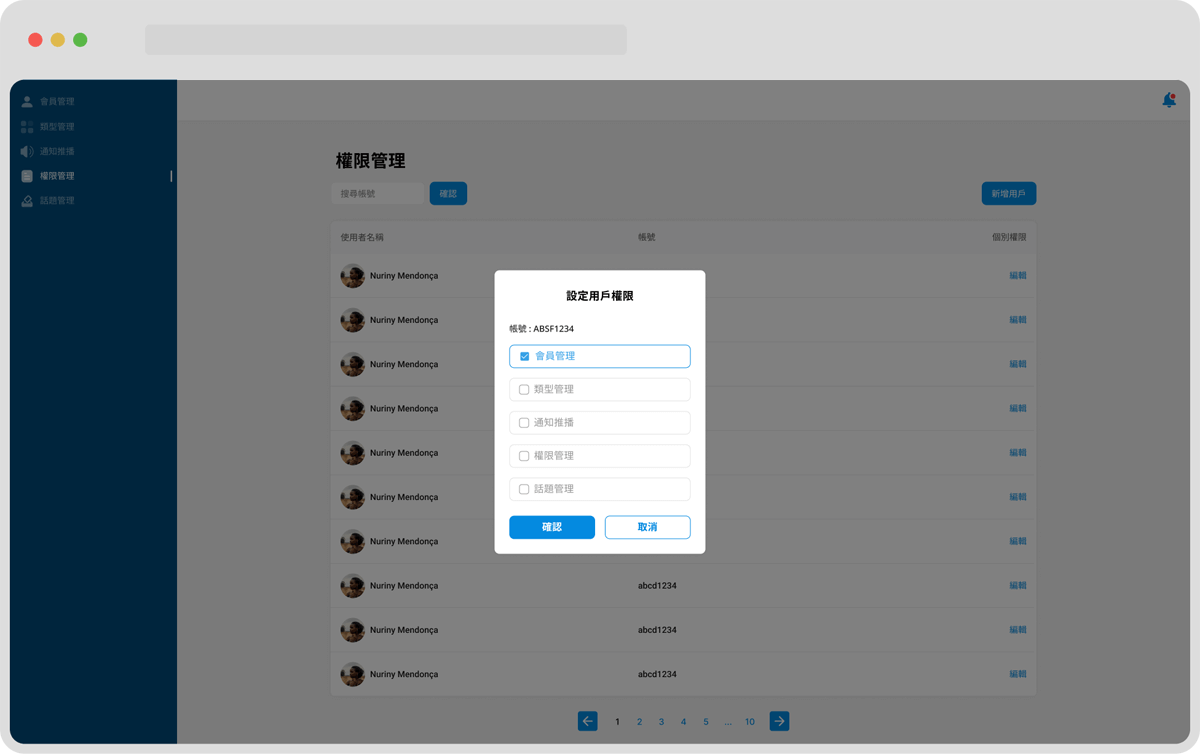 會員管理
類型管理
通知推播
權限管理
話題管理
權限管理
搜尋帳號 確認 新增用戶
使用者名稱 帳號 個別權限
Nuriny Mendonça 編輯
Nuriny Mendonça 編輯
Nuriny Mendonça 編輯
Nuriny Mendonça 編輯
Nuriny Mendonça 編輯
Nuriny Mendonça 編輯
Nuriny Mendonça 編輯
Nuriny Mendonça abcd1234 編輯
Nuriny Mendonça abcd1234 編輯
Nuriny Mendonça abcd1234 編輯
設定用戶權限
帳號 : ABSF1234
會員管理
類型管理
通知推播
權限管理
話題管理
確認 取消
1 2 3 4 5 ... 10